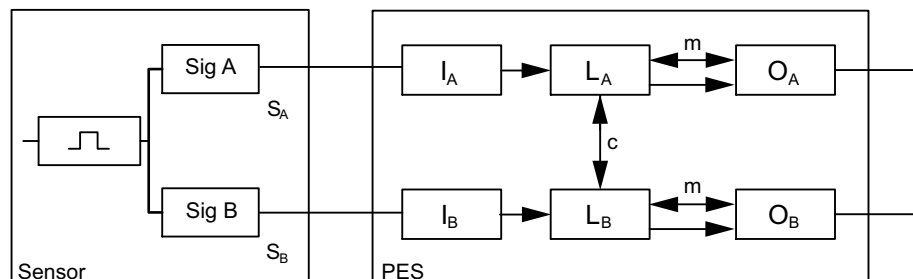 Sig A
S_A
I_A
L_A
m
O_A
c
Sig B
S_B
I_B
L_B
m
O_B
Sensor
PES